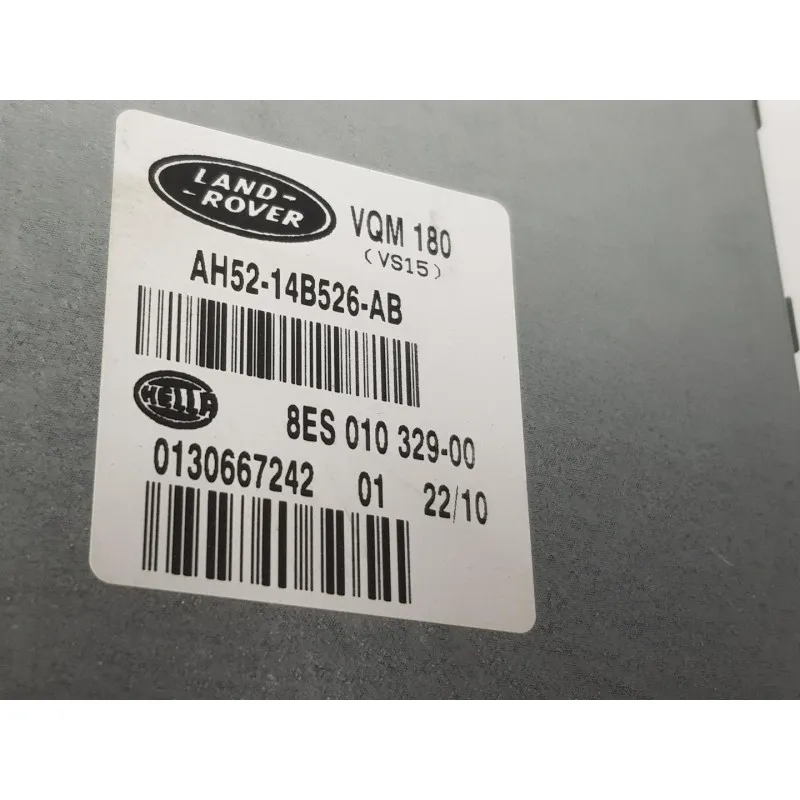 LAND-
-ROVER
VQM 180
(VS15)
AH52-14B526-AB
HELLA
8ES 010 329-00
0130667242 01 22/10